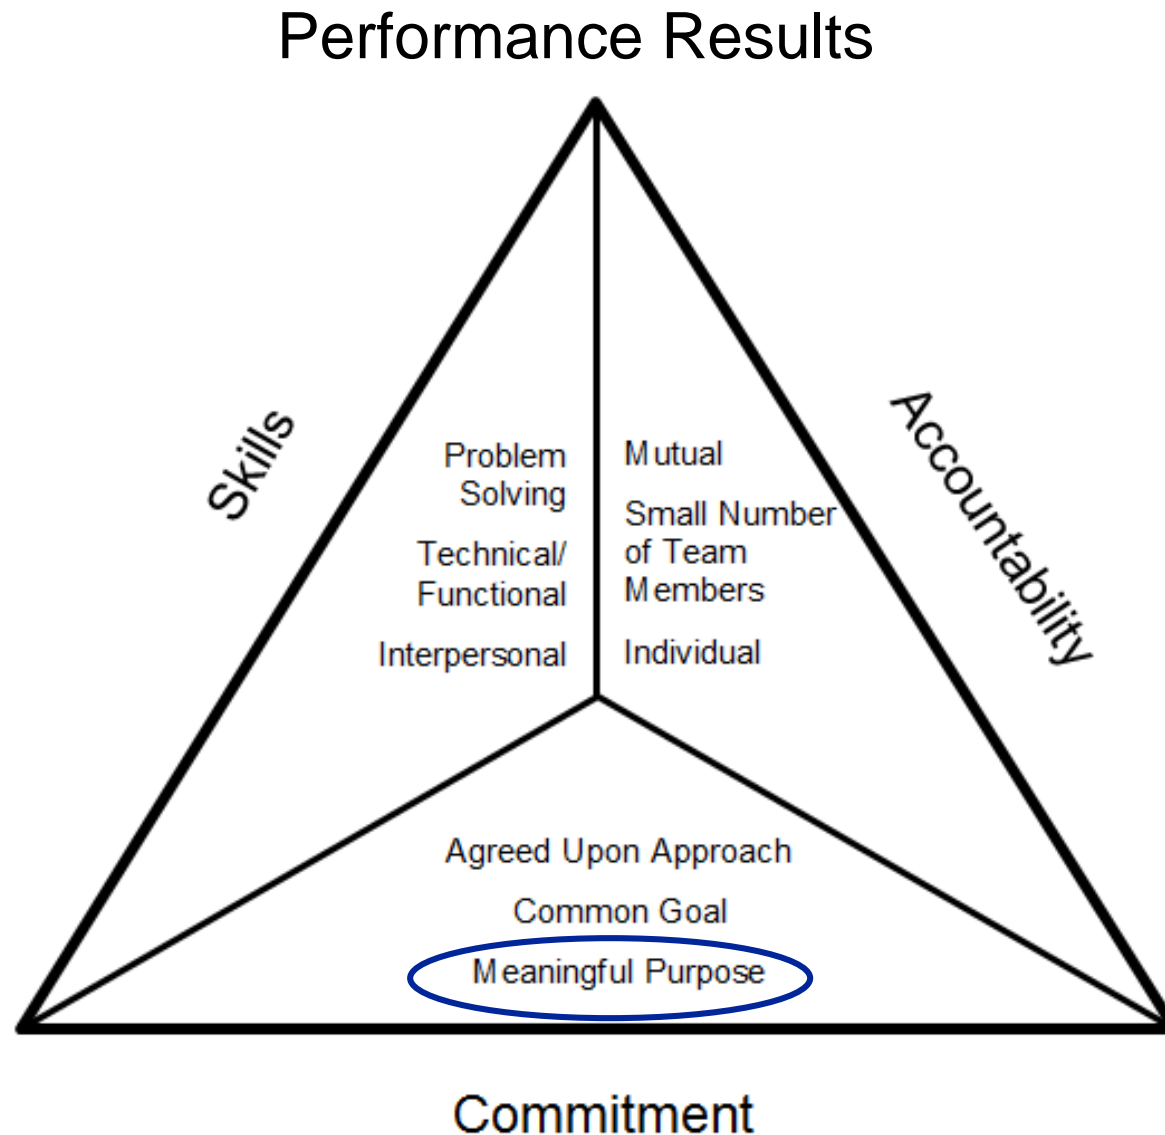 Performance Results
Skills
Accountability
Problem
Solving
Technical/
Functional
Interpersonal
Mutual
Small Number
of Team
Members
Individual
Agreed Upon Approach
Common Goal
Meaningful Purpose
Commitment